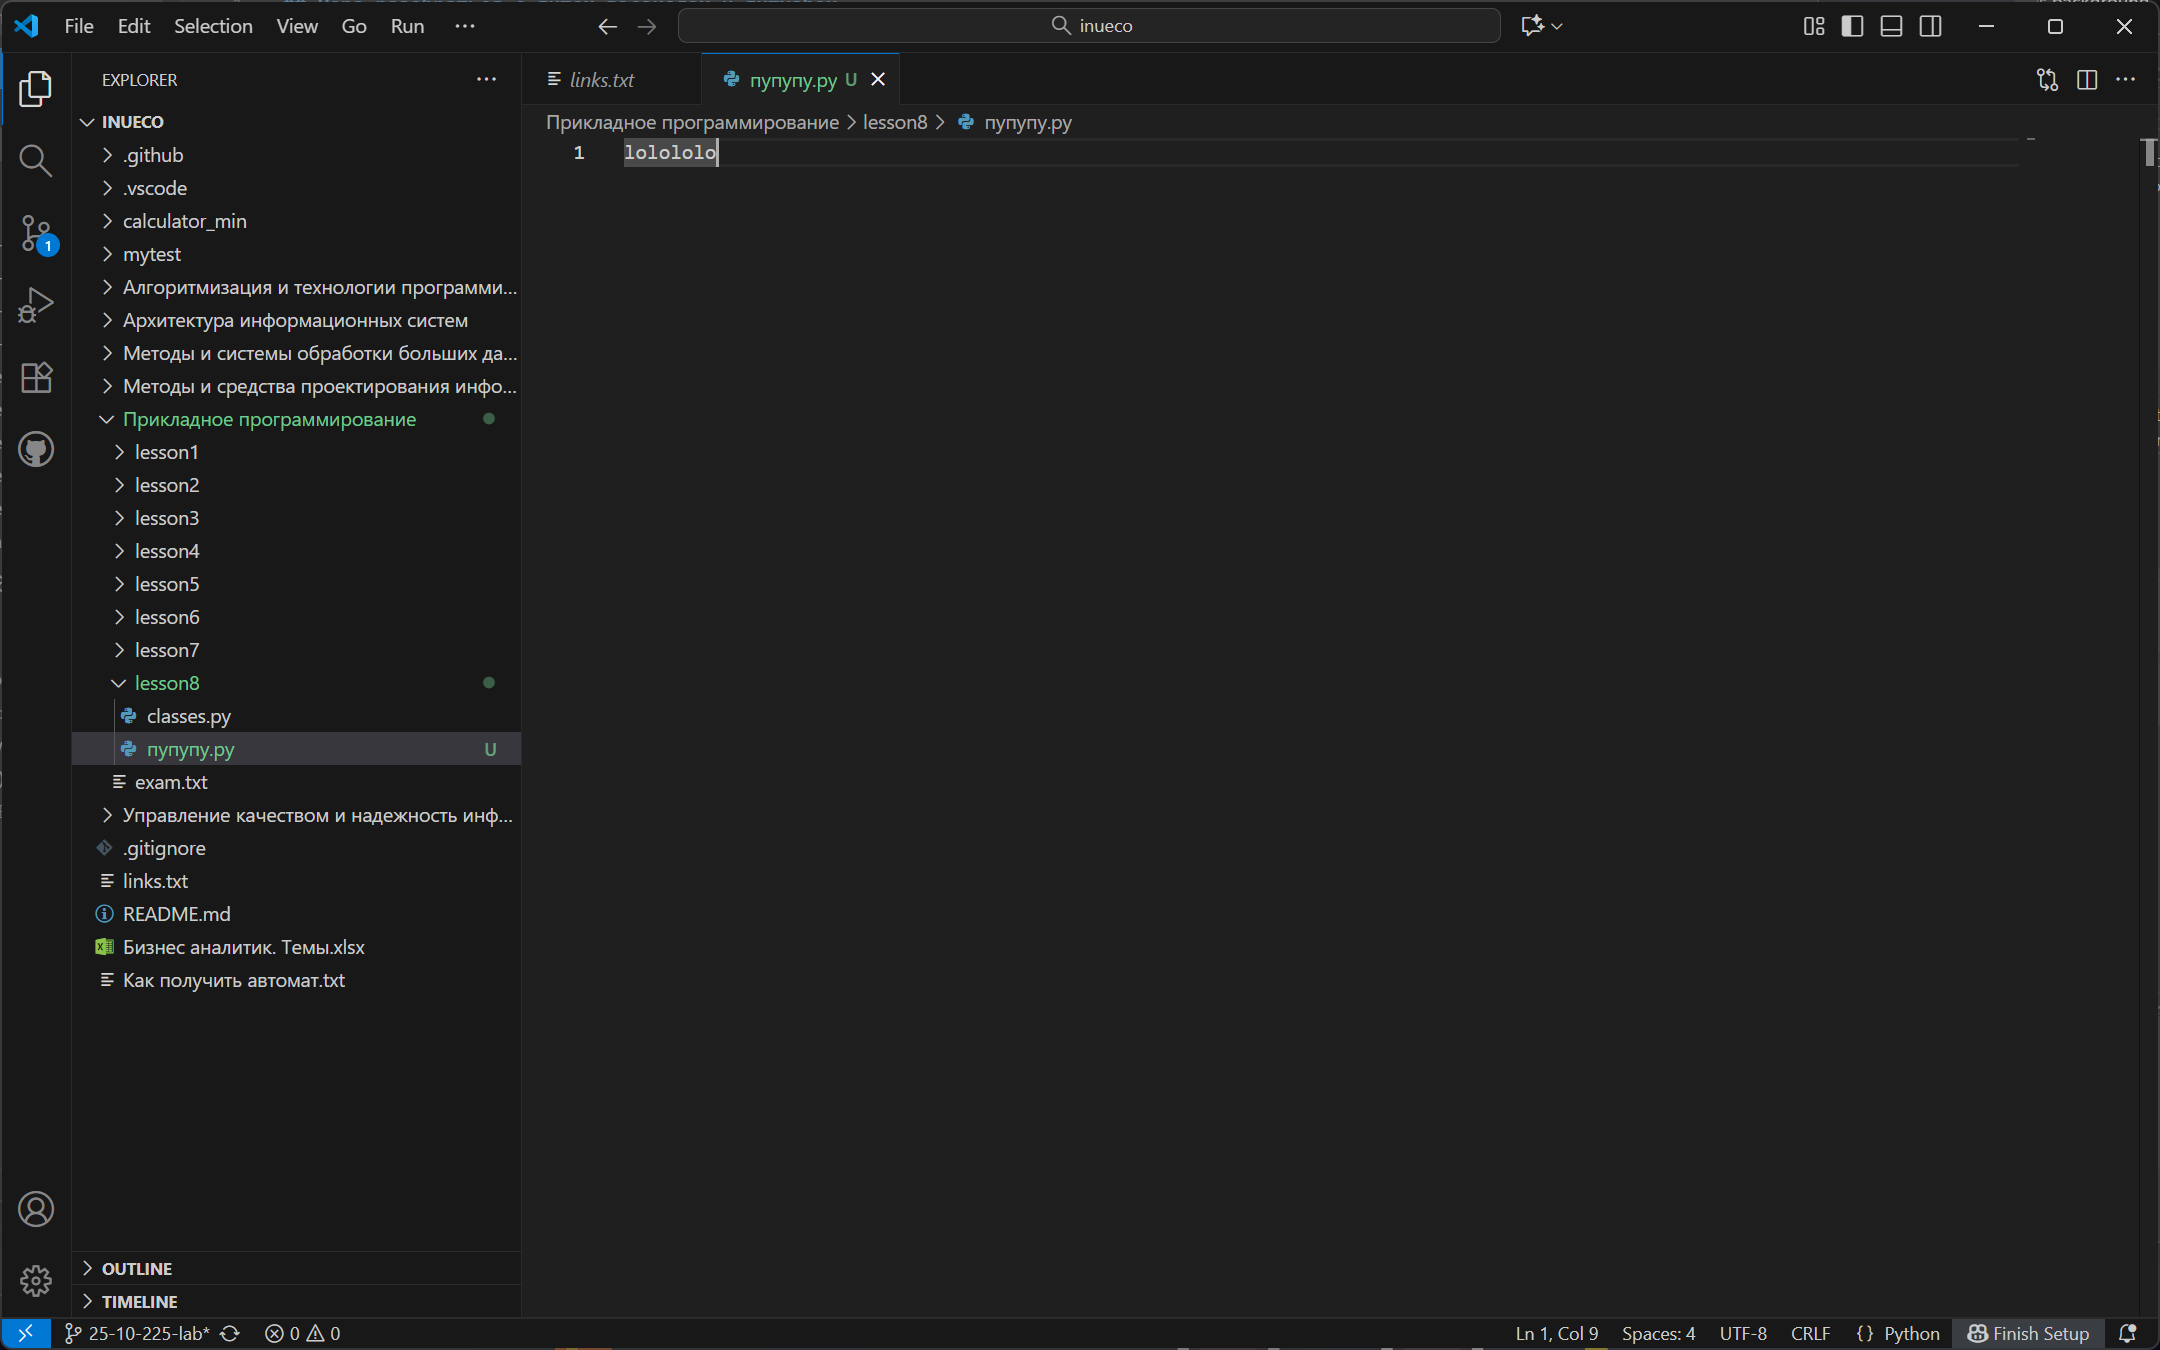 File Edit Selection View Go Run ··· inueco
EXPLORER ···
links.txt
пупупу.py U
INUECO
Прикладное программирование > lesson8 > пупупу.py
1 lolololo
.github
.vscode
calculator_min
mytest
Алгоритмизация и технологии программи...
Архитектура информационных систем
Методы и системы обработки больших да...
Методы и средства проектирования инфо...
Прикладное программирование
lesson1
lesson2
lesson3
lesson4
lesson5
lesson6
lesson7
lesson8
classes.py
пупупу.py U
exam.txt
Управление качеством и надежность инф...
.gitignore
links.txt
README.md
Бизнес аналитик. Темы.xlsx
Как получить автомат.txt
1
OUTLINE
TIMELINE
25-10-225-lab* 0 0 Ln 1, Col 9 Spaces: 4 UTF-8 CRLF {} Python Finish Setup